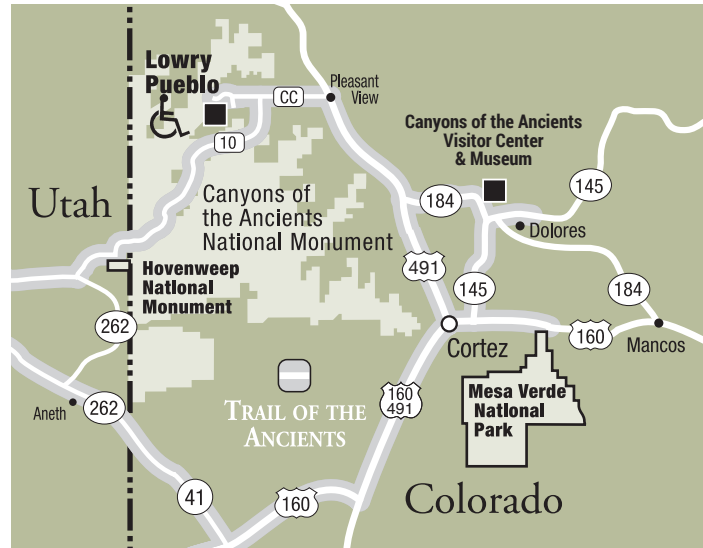 Lowry
Pueblo
CC
Pleasant
View
10
Canyons of the Ancients
Visitor Center
& Museum
145
184
Utah
Canyons of
the Ancients
National Monument
Dolores
491
Hovenweep
National
Monument
145
184
262
Cortez
160
Mancos
Aneth
262
TRAIL OF THE
ANCIENTS
160
491
Mesa Verde
National
Park
41
160
Colorado